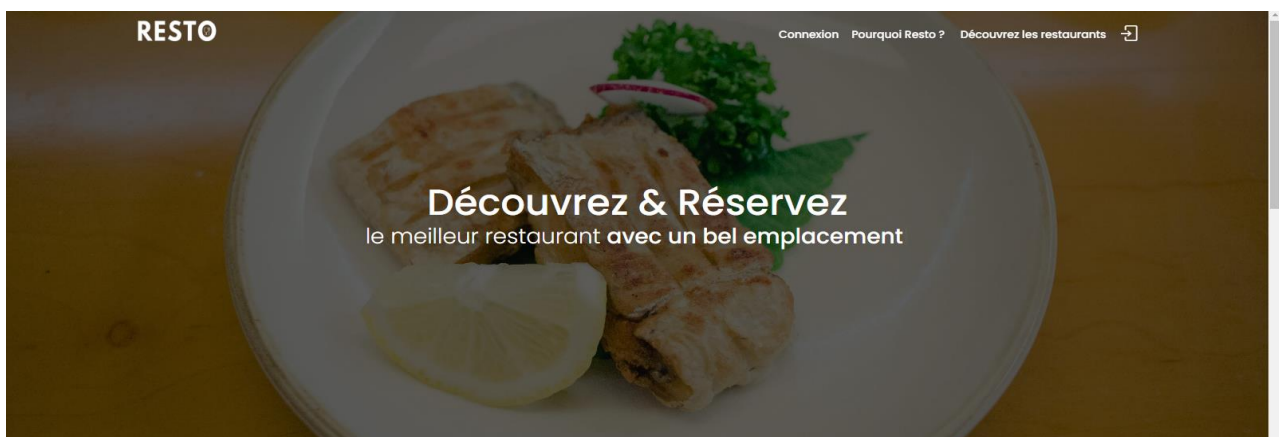 RESTO
Connexion Pourquoi Resto ? Découvrez les restaurants
Découvrez & Réservez
le meilleur restaurant avec un bel emplacement